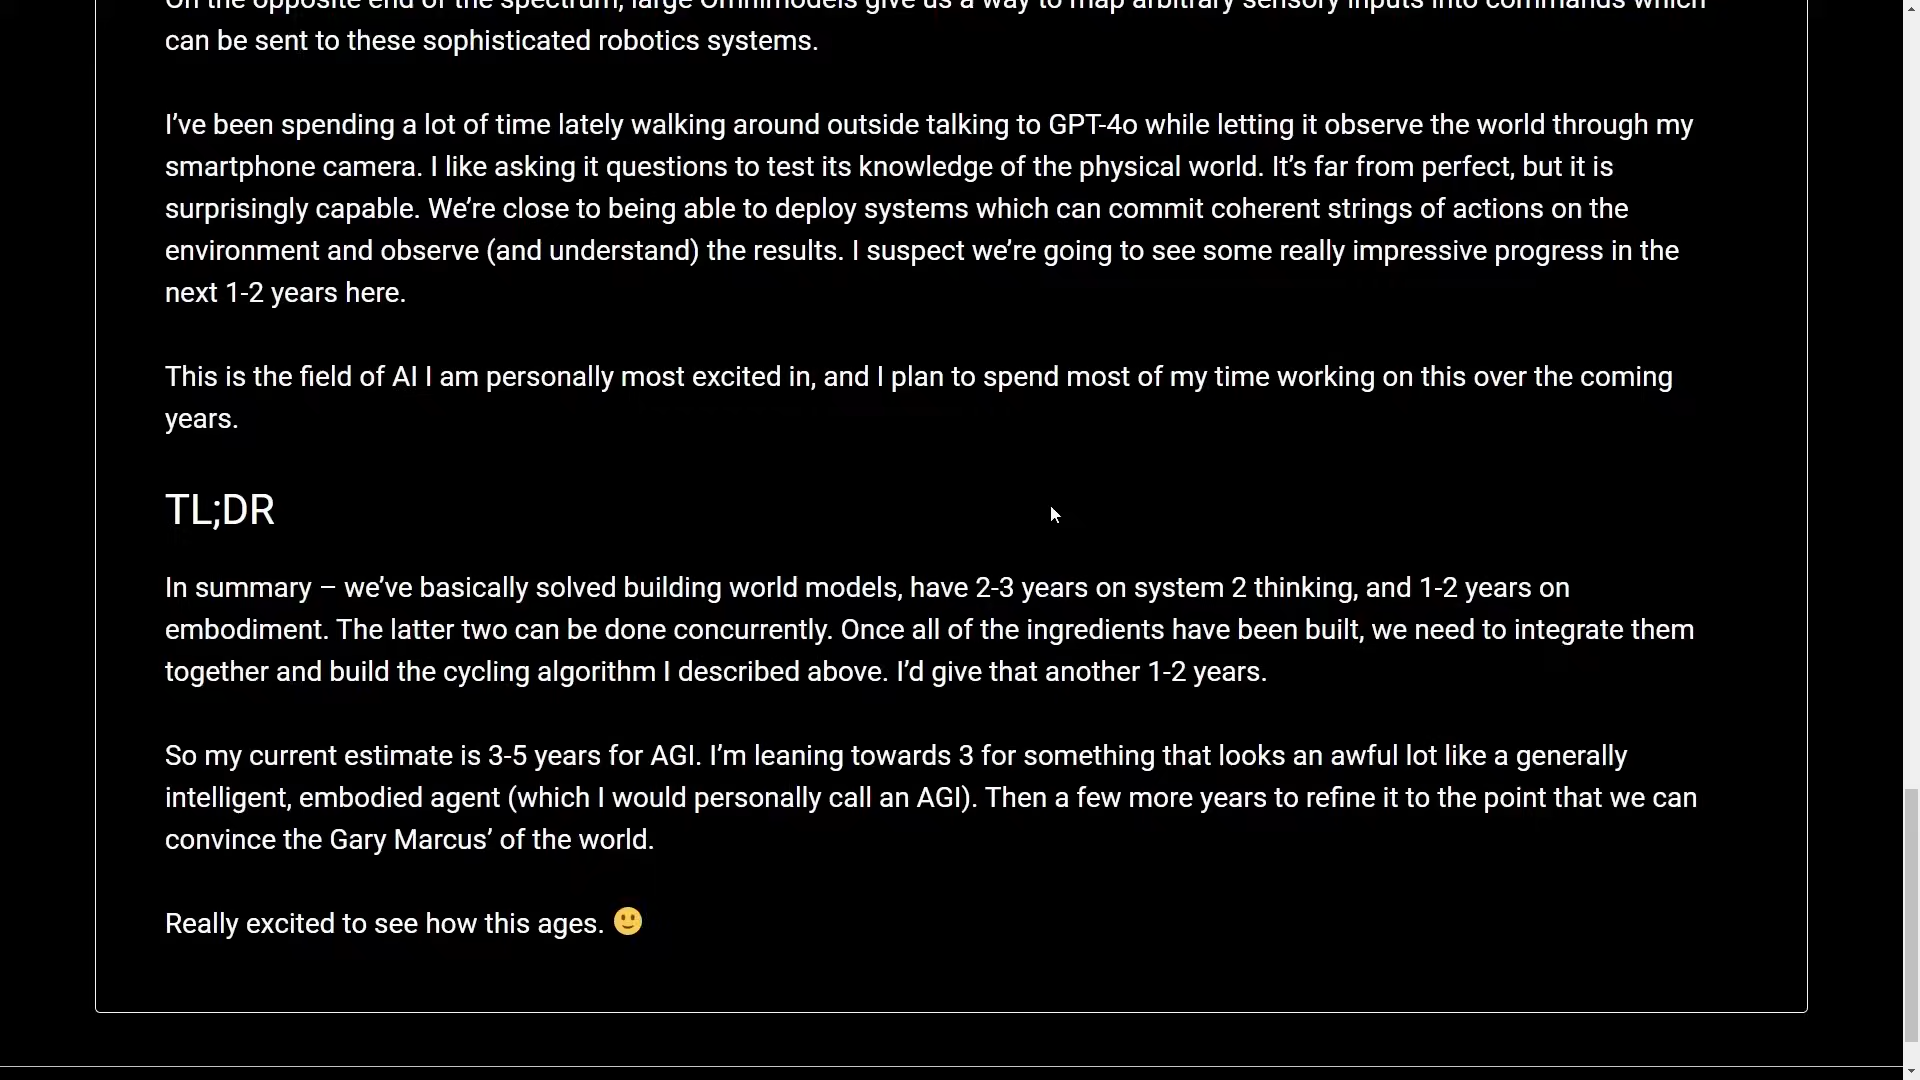 On the opposite end of the spectrum, large Omnimodels give us a way to map arbitrary sensory inputs into commands which
can be sent to these sophisticated robotics systems.
I’ve been spending a lot of time lately walking around outside talking to GPT-4o while letting it observe the world through my
smartphone camera. I like asking it questions to test its knowledge of the physical world. It’s far from perfect, but it is
surprisingly capable. We’re close to being able to deploy systems which can commit coherent strings of actions on the
environment and observe (and understand) the results. I suspect we’re going to see some really impressive progress in the
next 1-2 years here.
This is the field of AI I am personally most excited in, and I plan to spend most of my time working on this over the coming
years.
TL;DR
In summary – we’ve basically solved building world models, have 2-3 years on system 2 thinking, and 1-2 years on
embodiment. The latter two can be done concurrently. Once all of the ingredients have been built, we need to integrate them
together and build the cycling algorithm I described above. I’d give that another 1-2 years.
So my current estimate is 3-5 years for AGI. I’m leaning towards 3 for something that looks an awful lot like a generally
intelligent, embodied agent (which I would personally call an AGI). Then a few more years to refine it to the point that we can
convince the Gary Marcus’ of the world.
Really excited to see how this ages. 🙂